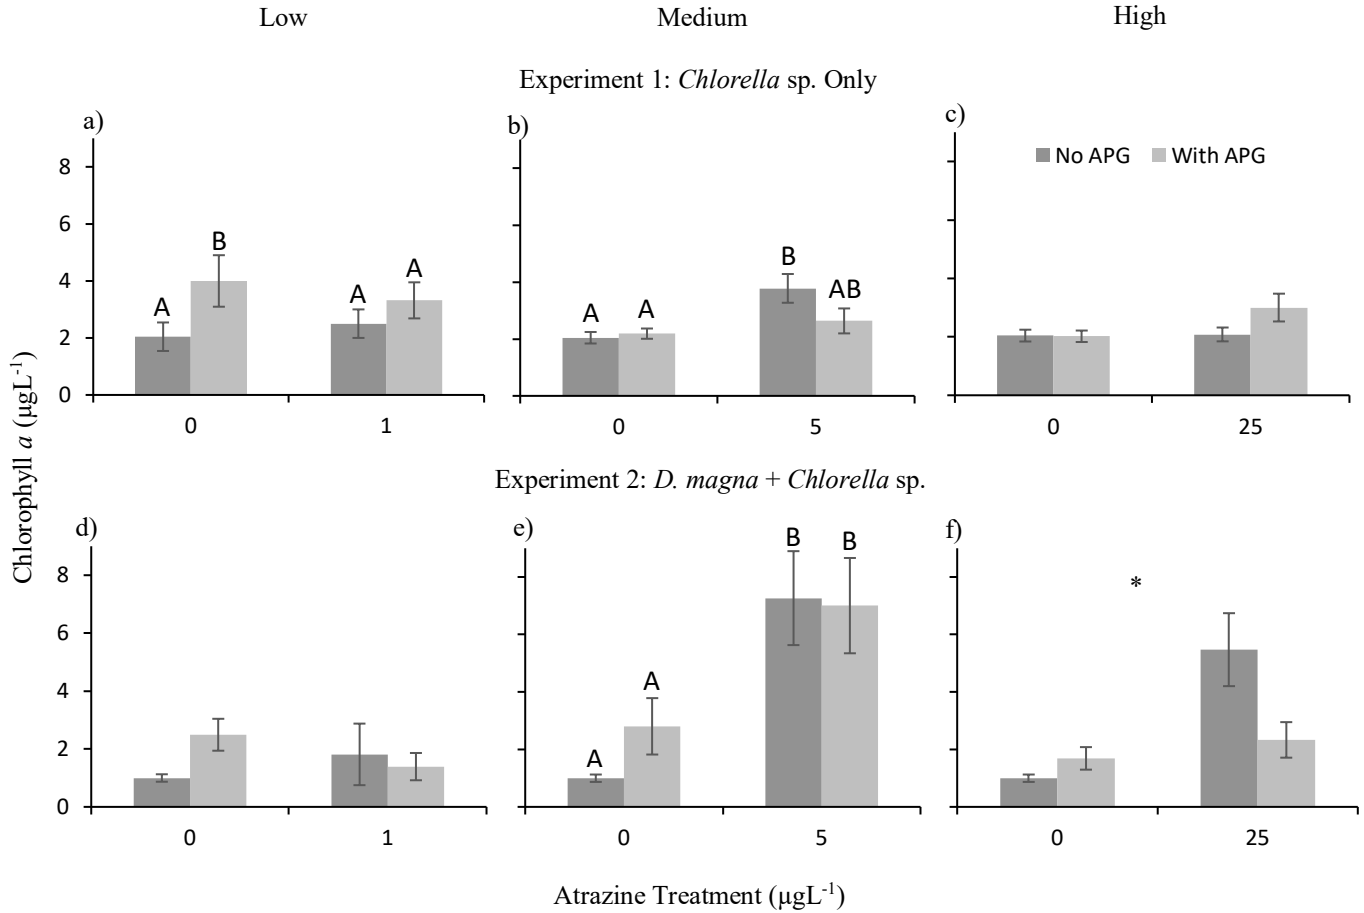 Low Medium High
Experiment 1: Chlorella sp. Only
a) b) c)
No APG With APG
8
6
4
2
0
A B A A
A A B AB
0 1
0 5
0 25
Chlorophyll a (µgL-1)
Experiment 2: D. magna + Chlorella sp.
d) e) f)
8
6
4
2
0
A A B B
*
0 1
0 5
0 25
Atrazine Treatment (µgL-1)